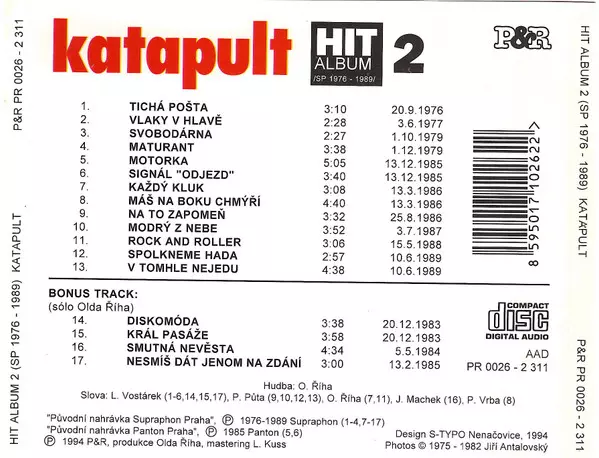 katapult HIT ALBUM /SP 1976 - 1989/ 2 P&R
1. TICHÁ POŠTA 3:10 20.9.1976
2. VLAKY V HLAVĚ 2:28 3.6.1977
3. SVOBODÁRNA 2:27 1.10.1979
4. MATURANT 3:38 1.12.1979
5. MOTORKA 5:05 13.12.1985
6. SIGNÁL "ODJEZD" 3:40 13.12.1985
7. KAŽDÝ KLUK 3:08 13.3.1986
8. MÁŠ NA BOKU CHMÝŘÍ 4:40 13.3.1986
9. NA TO ZAPOMEŇ 3:32 25.8.1986
10. MODRÝ Z NEBE 3:52 3.7.1987
11. ROCK AND ROLLER 3:06 15.5.1988
12. SPOLKNEME HADA 2:57 10.6.1989
13. V TOMHLE NEJEDU 4:38 10.6.1989
BONUS TRACK:
(sólo Olda Říha)
14. DISKOMÓDA 3:38 20.12.1983
15. KRÁL PASÁŽE 3:58 20.12.1983
16. SMUTNÁ NEVĚSTA 4:34 5.5.1984
17. NESMÍŠ DÁT JENOM NA ZDÁNÍ 3:00 13.2.1985
8595017102622>
COMPACT
disc
DIGITAL AUDIO
AAD
PR 0026 - 2 311
Hudba: O. Říha
Slova: L. Vostárek (1-6,14,15,17), P. Půta (9,10,12,13), O. Říha (7,11), J. Machek (16), P. Vrba (8)
"Původní nahrávka Supraphon Praha", Ⓟ 1976-1989 Supraphon (1-4,7-17)
"Původní nahrávka Panton Praha", Ⓟ 1985 Panton (5,6)
Ⓟ 1994 P&R, produkce Olda Říha, mastering L. Kuss
Design S-TYPO Nenačovice, 1994
Photos © 1975 - 1982 Jiří Antalovský
HIT ALBUM 2 (SP 1976 - 1989) KATAPULT P&R PR 0026 - 2 311
HIT ALBUM 2 (SP 1976 - 1989) KATAPULT P&R PR 0026 - 2 311